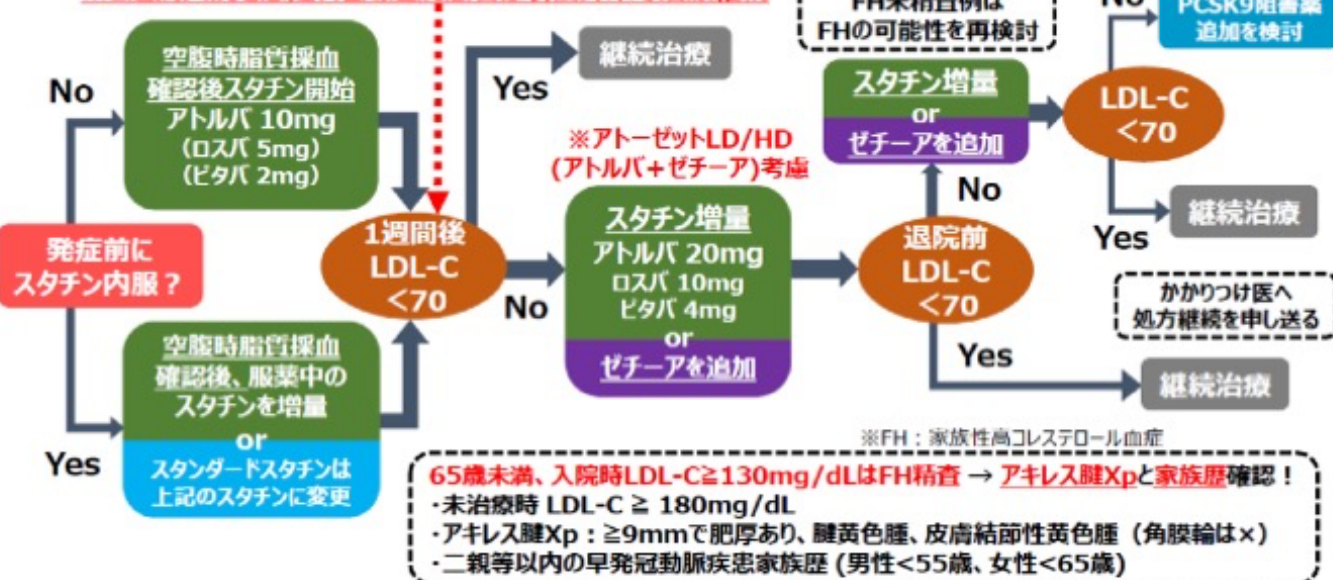 FH未精査例は
FHの可能性を再検討
No
PCSK9阻害薬
追加を検討
No
空腹時脂質採血
確認後スタチン開始
アトルバ 10mg
（ロスバ 5mg）
（ピタバ 2mg）
Yes
継続治療
スタチン増量
or
ゼチーアを追加
LDL-C
<70
※アトーゼットLD/HD
(アトルバ＋ゼチーア)考慮
発症前に
スタチン内服？
1週間後
LDL-C
<70
No
スタチン増量
アトルバ 20mg
ロスバ 10mg
ピタバ 4mg
or
ゼチーアを追加
No
退院前
LDL-C
<70
Yes
継続治療
かかりつけ医へ
処方継続を申し送る
Yes
継続治療
Yes
空腹時脂質採血
確認後、服薬中の
スタチンを増量
or
スタンダードスタチンは
上記のスタチンに変更
※FH：家族性高コレステロール血症
65歳未満、入院時LDL-C≧130mg/dLはFH精査 → アキレス腱Xpと家族歴確認！
・未治療時 LDL-C ≧ 180mg/dL
・アキレス腱Xp：≧9mmで肥厚あり、腱黄色腫、皮膚結節性黄色腫（角膜輪は×）
・二親等以内の早発冠動脈疾患家族歴 (男性<55歳、女性<65歳)